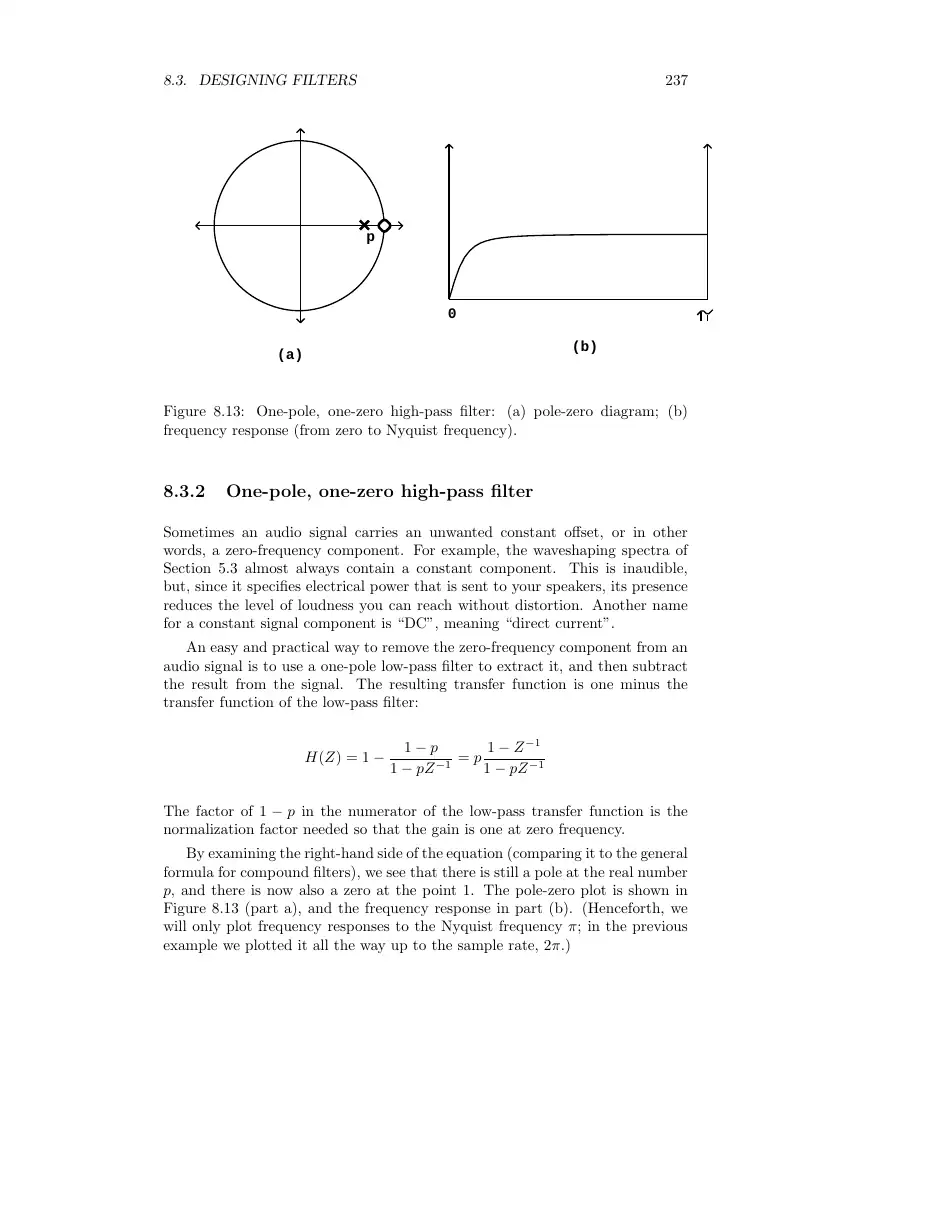 8.3. DESIGNING FILTERS 237
p
0 π
(a)
(b)
Figure 8.13: One-pole, one-zero high-pass filter: (a) pole-zero diagram; (b)
frequency response (from zero to Nyquist frequency).
8.3.2 One-pole, one-zero high-pass filter
Sometimes an audio signal carries an unwanted constant offset, or in other
words, a zero-frequency component. For example, the waveshaping spectra of
Section 5.3 almost always contain a constant component. This is inaudible,
but, since it specifies electrical power that is sent to your speakers, its presence
reduces the level of loudness you can reach without distortion. Another name
for a constant signal component is “DC”, meaning “direct current”.
An easy and practical way to remove the zero-frequency component from an
audio signal is to use a one-pole low-pass filter to extract it, and then subtract
the result from the signal. The resulting transfer function is one minus the
transfer function of the low-pass filter:
H(Z) = 1 − (1 − p)/(1 − pZ⁻¹) = p (1 − Z⁻¹)/(1 − pZ⁻¹)
The factor of 1 − p in the numerator of the low-pass transfer function is the
normalization factor needed so that the gain is one at zero frequency.
By examining the right-hand side of the equation (comparing it to the general
formula for compound filters), we see that there is still a pole at the real number
p, and there is now also a zero at the point 1. The pole-zero plot is shown in
Figure 8.13 (part a), and the frequency response in part (b). (Henceforth, we
will only plot frequency responses to the Nyquist frequency π; in the previous
example we plotted it all the way up to the sample rate, 2π.)